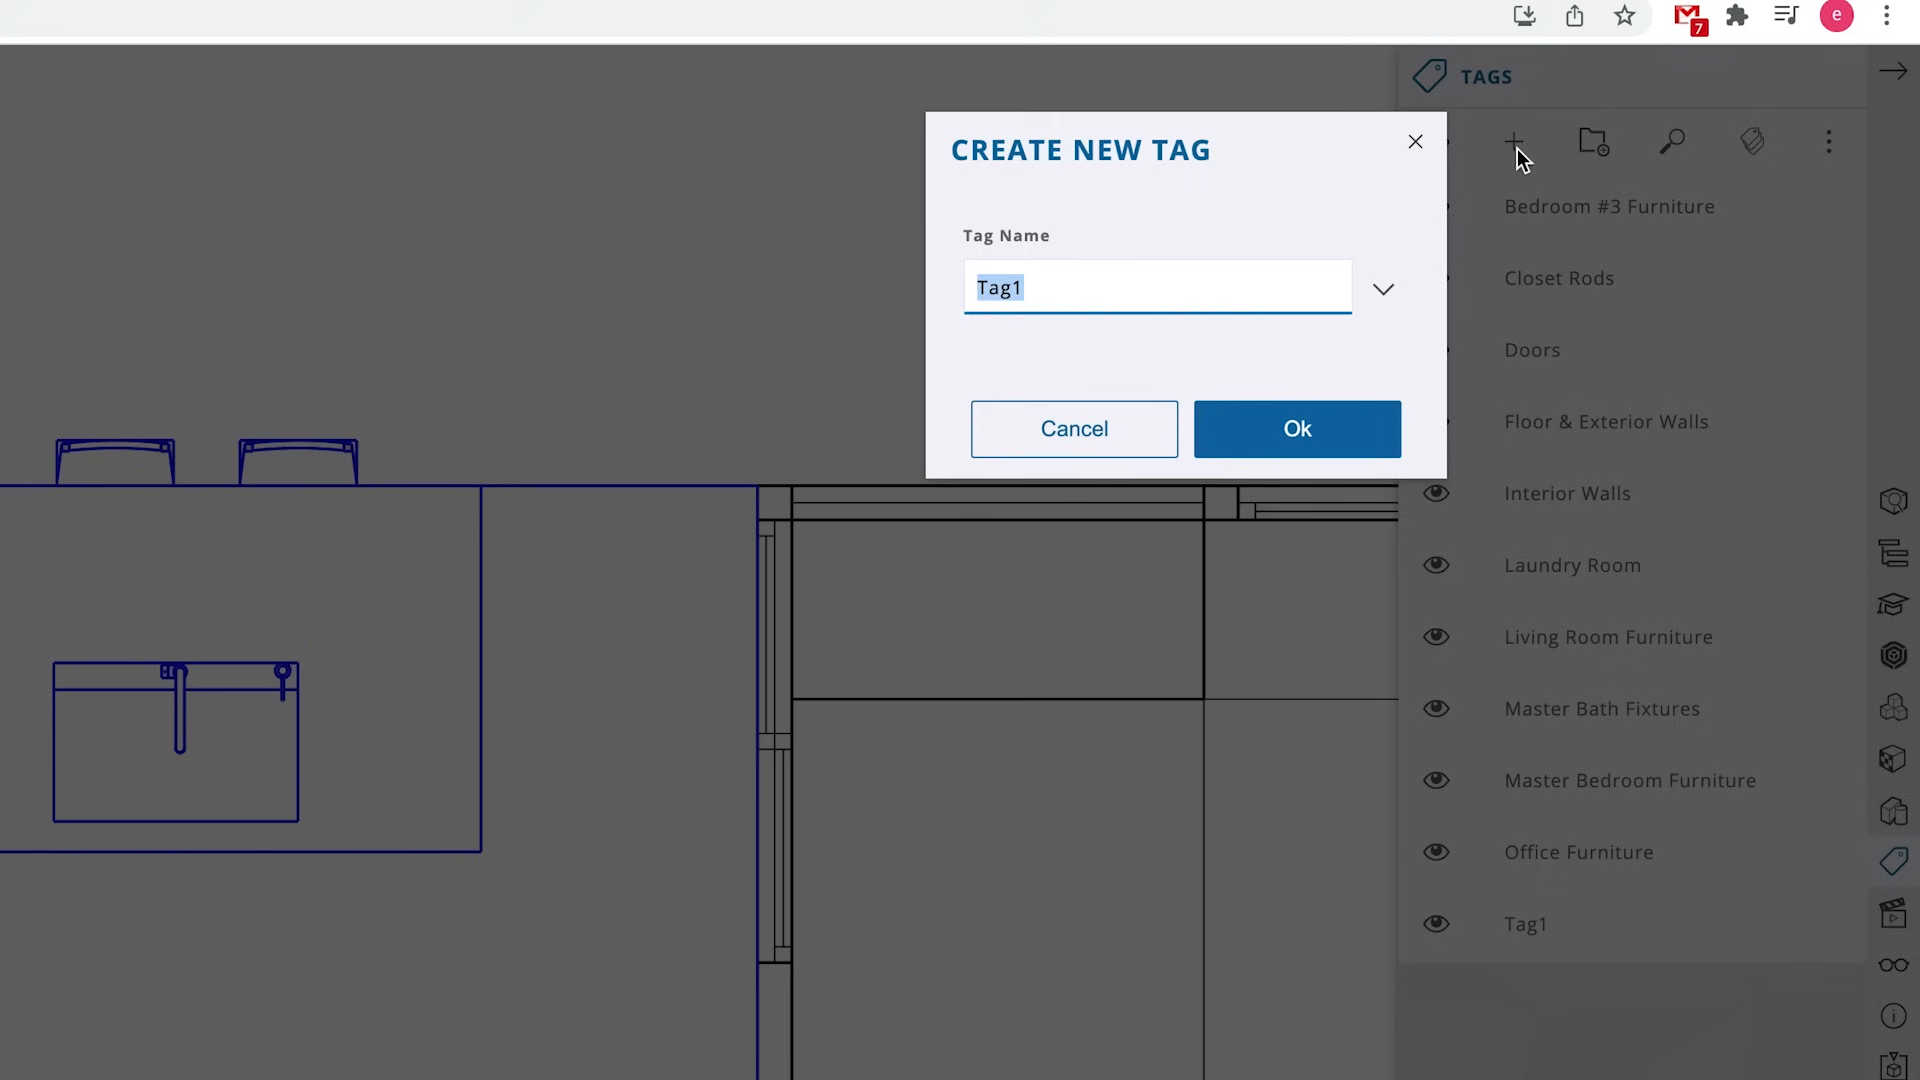 7
e
TAGS
CREATE NEW TAG
Tag Name
Tag1
Cancel
Ok
Bedroom #3 Furniture
Closet Rods
Doors
Floor & Exterior Walls
Interior Walls
Laundry Room
Living Room Furniture
Master Bath Fixtures
Master Bedroom Furniture
Office Furniture
Tag1